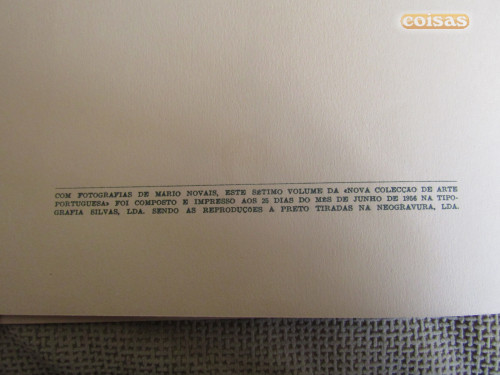 coisas
COM FOTOGRAFIAS DE MARIO NOVAIS, ESTE SÉTIMO VOLUME DA «NOVA COLECÇÃO DE ARTE
PORTUGUESA» FOI COMPOSTO E IMPRESSO AOS 25 DIAS DO MÊS DE JUNHO DE 1956 NA TIPO-
GRAFIA SILVAS, LDA. SENDO AS REPRODUÇÕES A PRETO TIRADAS NA NEOGRAVURA, LDA.